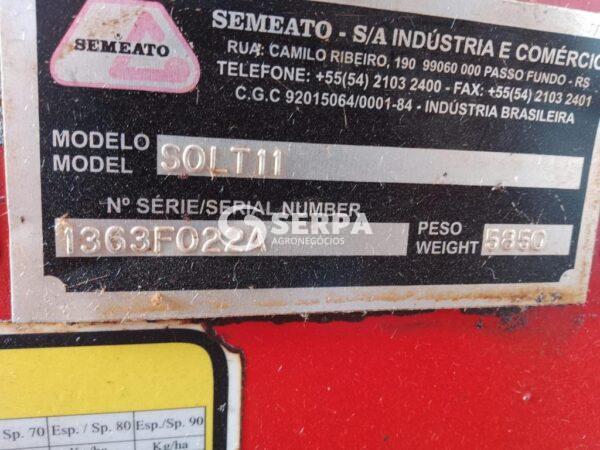 SEMEATO
SEMEATO - S/A INDÚSTRIA E COMÉRCIO
RUA: CAMILO RIBEIRO, 190 99060 000 PASSO FUNDO - RS
TELEFONE: +55(54) 2103 2400 - FAX: +55(54) 2103 2401
C.G.C 92015064/0001-84 - INDÚSTRIA BRASILEIRA
MODELO
MODEL
SOLT11
Nº SÉRIE/SERIAL NUMBER
1363F022A
PESO
WEIGHT
5850
SERPA
AGRONEGÓCIOS
Sp. 70 Esp. / Sp. 80 Esp./Sp. 90
Kg/ha